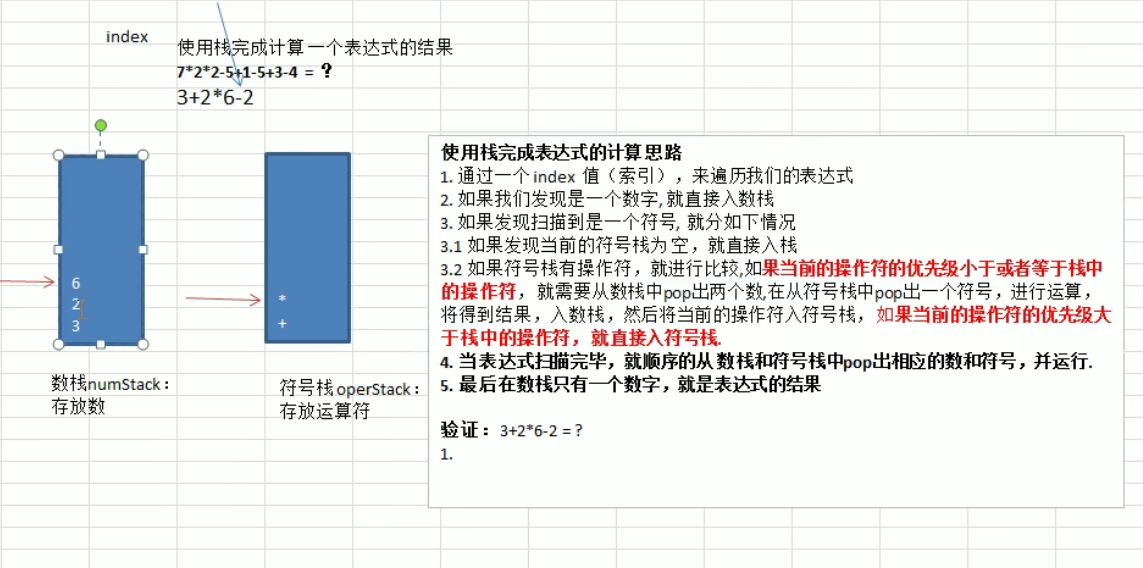 index
使用栈完成计算 一个表达式的结果
7*2*2-5+1-5+3-4 = ？
3+2*6-2
6
2
3
*
+
数栈numStack：
存放数
符号栈operStack：
存放运算符
使用栈完成表达式的计算 思路
1. 通过一个 index 值（索引），来遍历我们的表达式
2. 如果我们发现是一个数字, 就直接入数栈
3. 如果发现扫描到是一个符号, 就分如下情况
3.1 如果发现当前的符号栈为 空，就直接入栈
3.2 如果符号栈有操作符，就进行比较,如果当前的操作符的优先级小于或者等于栈中
的操作符，就需要从数栈中pop出两个数,在从符号栈中pop出一个符号，进行运算，
将得到结果，入数栈，然后将当前的操作符入符号栈，如果当前的操作符的优先级大
于栈中的操作符，就直接入符号栈.
4. 当表达式扫描完毕，就顺序的从 数栈和符号栈中pop出相应的数和符号，并运行.
5. 最后在数栈只有一个数字，就是表达式的结果
验证：3+2*6-2 = ?
1.